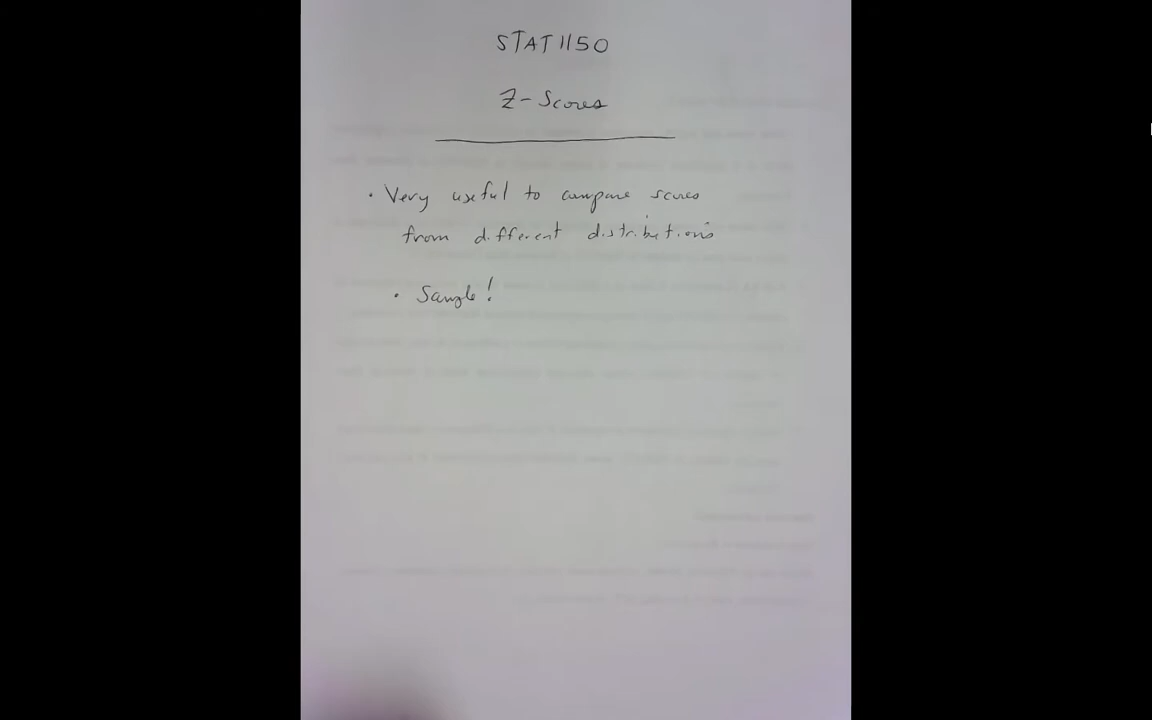 STAT 1150
Z-Scores
· Very useful to compare scores
from different distributions
· Sample!